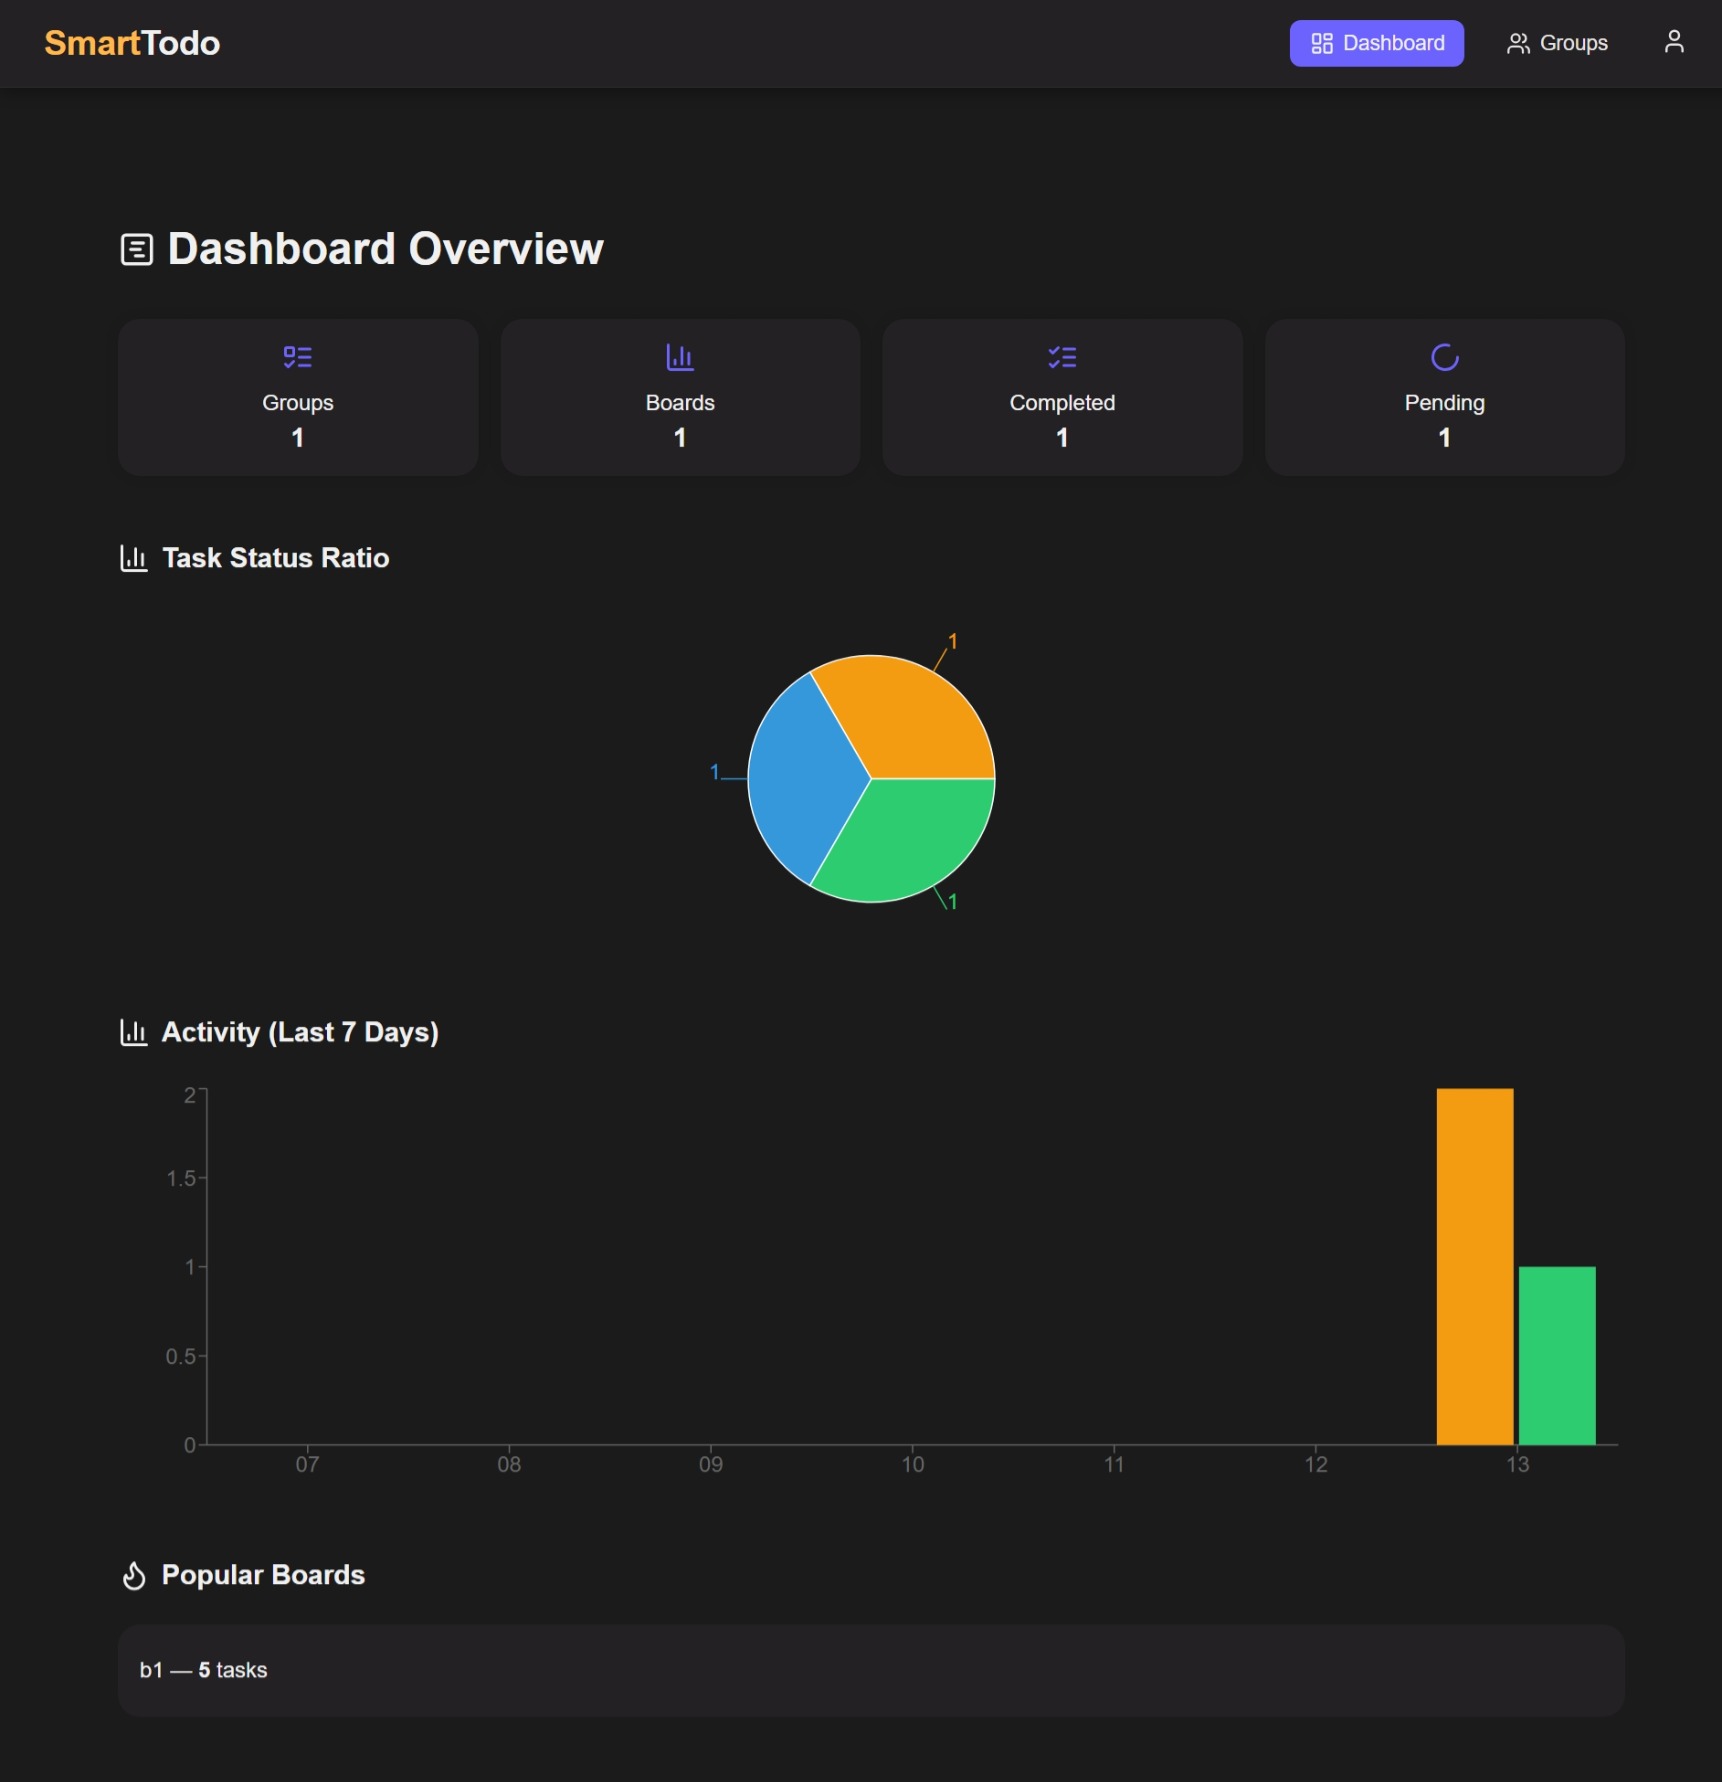 SmartTodo
Dashboard
Groups
Dashboard Overview
Groups
1
Boards
1
Completed
1
Pending
1
Task Status Ratio
1
1
1
Activity (Last 7 Days)
2
1.5
1
0.5
0
07 08 09 10 11 12 13
Popular Boards
b1 — 5 tasks